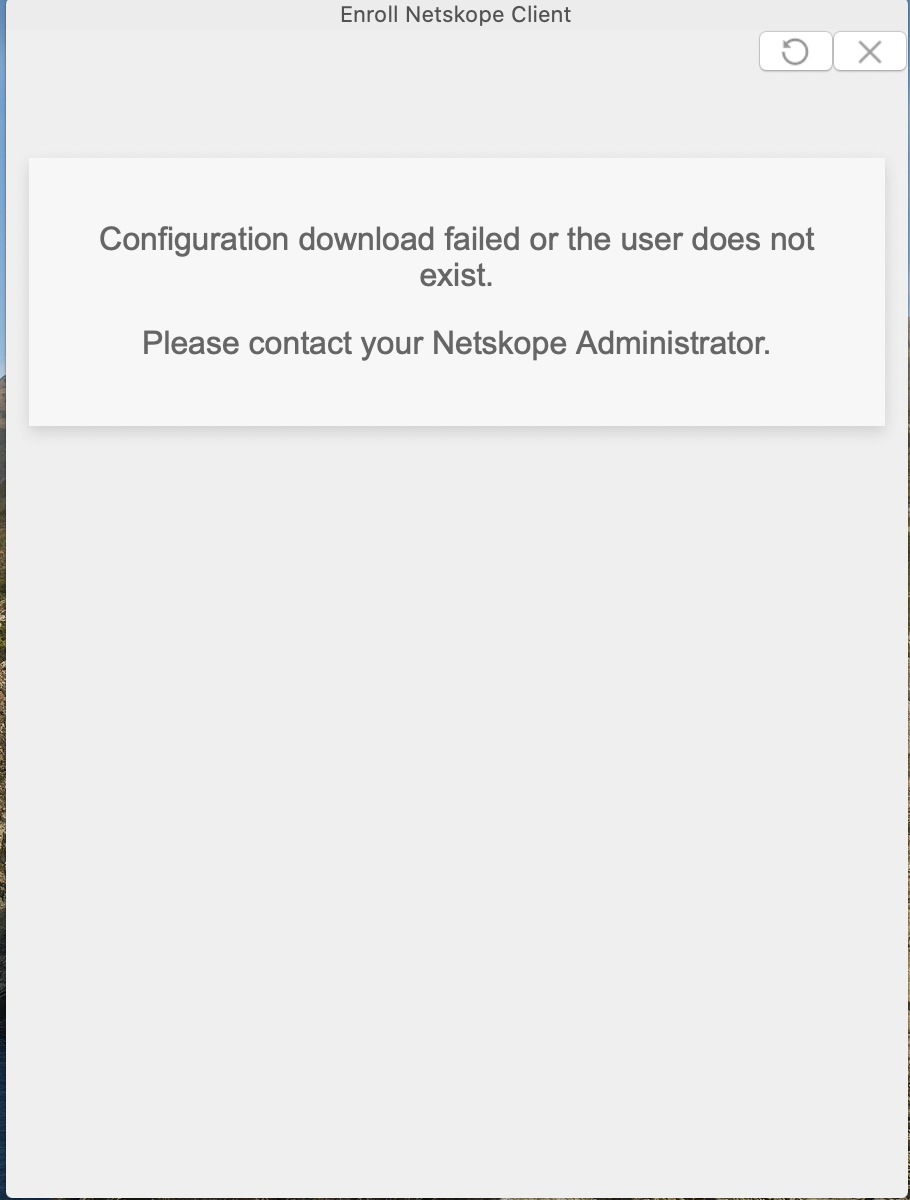 Enroll Netskope Client
Configuration download failed or the user does not
exist.
Please contact your Netskope Administrator.